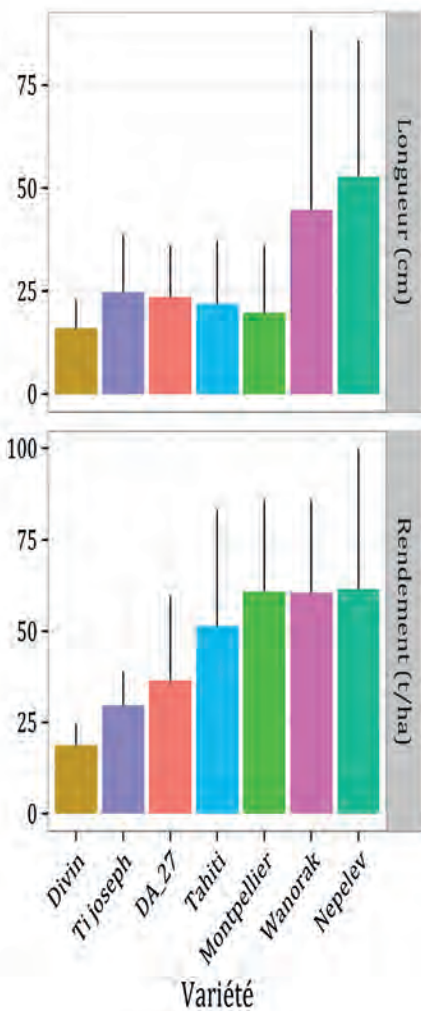 75
50
25
0
Longueur (cm)
100
75
50
25
0
Rendement (t/ha)
Divin
Ti joseph
DA_27
Tahiti
Montpellier
Wanorak
Nepelev
Variété